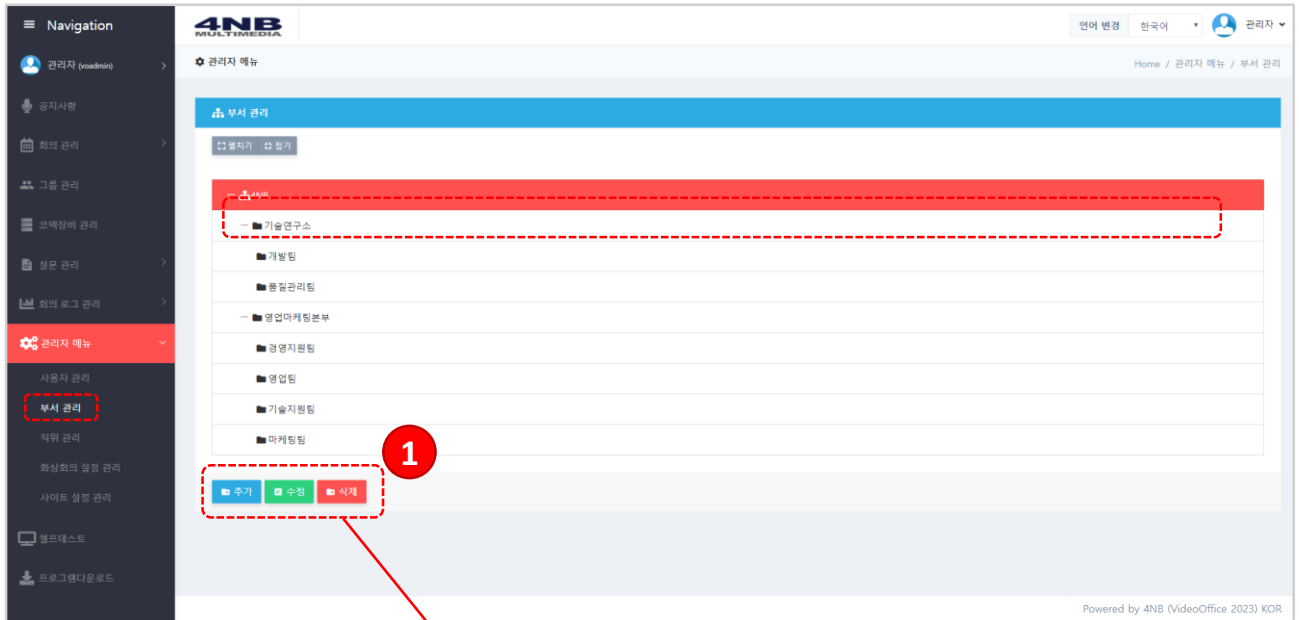 Navigation
4NB
MULTIMEDIA
언어 변경 한국어
관리자
관리자 (voadmin)
관리자 메뉴
Home / 관리자 메뉴 / 부서 관리
공지사항
회의 관리
그룹 관리
코덱장비 관리
설문 관리
회의 로그 관리
관리자 메뉴
사용자 관리
부서 관리
직위 관리
화상회의 설정 관리
사이트 설정 관리
셀프테스트
프로그램다운로드
부서 관리
펼치기 접기
4NB
기술연구소
개발팀
품질관리팀
영업마케팅본부
경영지원팀
영업팀
기술지원팀
마케팅팀
1
추가 수정 삭제
Powered by 4NB (VideoOffice 2023) KOR